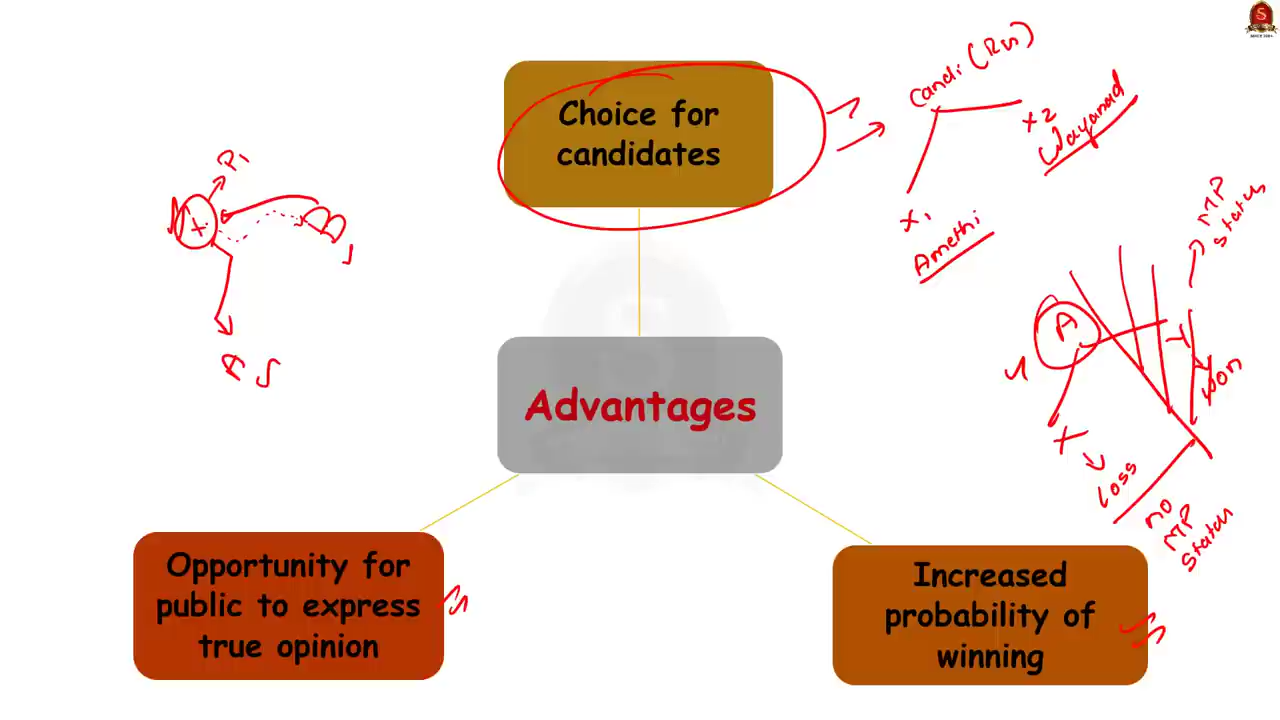 Choice for
candidates
Candi (RG)
X1
Amethi
X2
Wayanad
P1
X
Advantages
A
MP
status
Y
won
X
Loss
no
MP
status
Opportunity for
public to express
true opinion
Increased
probability of
winning
S